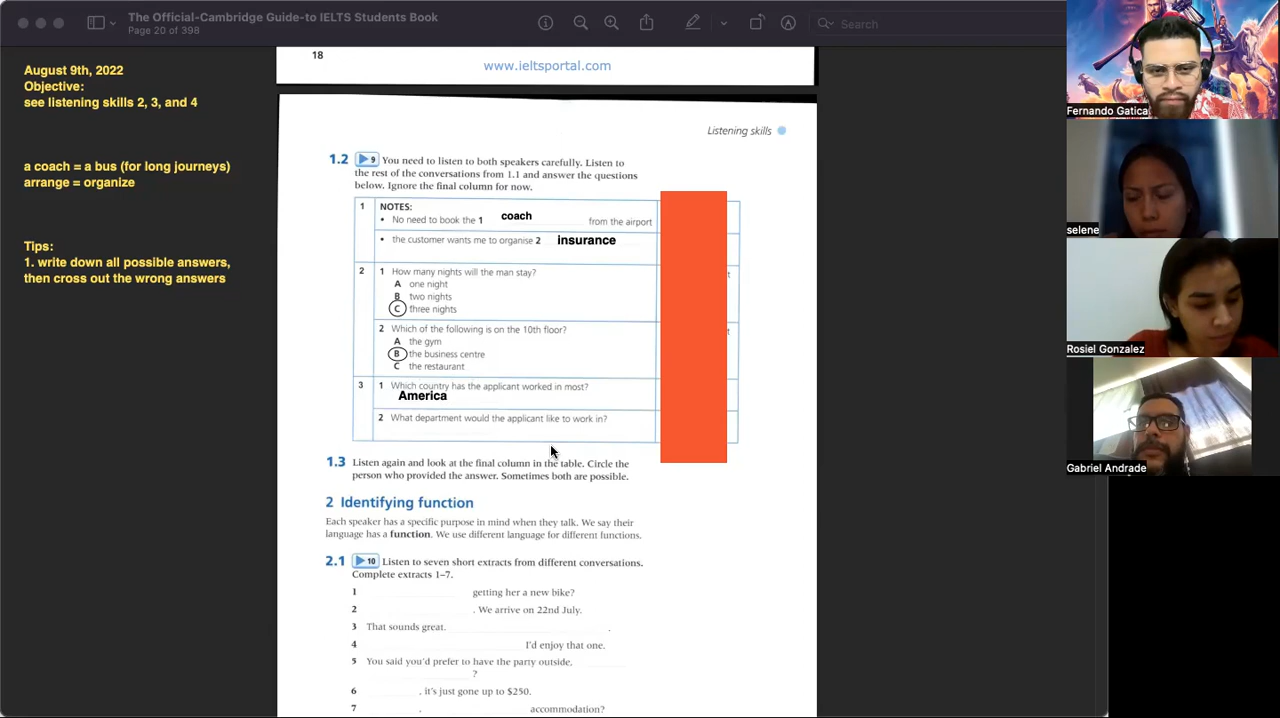 The Official-Cambridge Guide-to IELTS Students Book
Page 20 of 398
Search
August 9th, 2022
Objective:
see listening skills 2, 3, and 4
a coach = a bus (for long journeys)
arrange = organize
Tips:
1. write down all possible answers,
then cross out the wrong answers
18
www.ieltsportal.com
Listening skills
1.2 9 You need to listen to both speakers carefully. Listen to
the rest of the conversations from 1.1 and answer the questions
below. Ignore the final column for now.
1 NOTES:
• No need to book the 1 coach from the airport
• the customer wants me to organise 2 insurance
2 1 How many nights will the man stay?
A one night
B two nights
C three nights
2 Which of the following is on the 10th floor?
A the gym
B the business centre
C the restaurant
3 1 Which country has the applicant worked in most?
America
2 What department would the applicant like to work in?
1.3 Listen again and look at the final column in the table. Circle the
person who provided the answer. Sometimes both are possible.
2 Identifying function
Each speaker has a specific purpose in mind when they talk. We say their
language has a function. We use different language for different functions.
2.1 10 Listen to seven short extracts from different conversations.
Complete extracts 1–7.
1 getting her a new bike?
2 . We arrive on 22nd July.
3 That sounds great. .
4 I'd enjoy that one.
5 You said you'd prefer to have the party outside,
?
6 , it's just gone up to $250.
7 , accommodation?
Fernando Gatica
selene
Rosiel Gonzalez
Gabriel Andrade